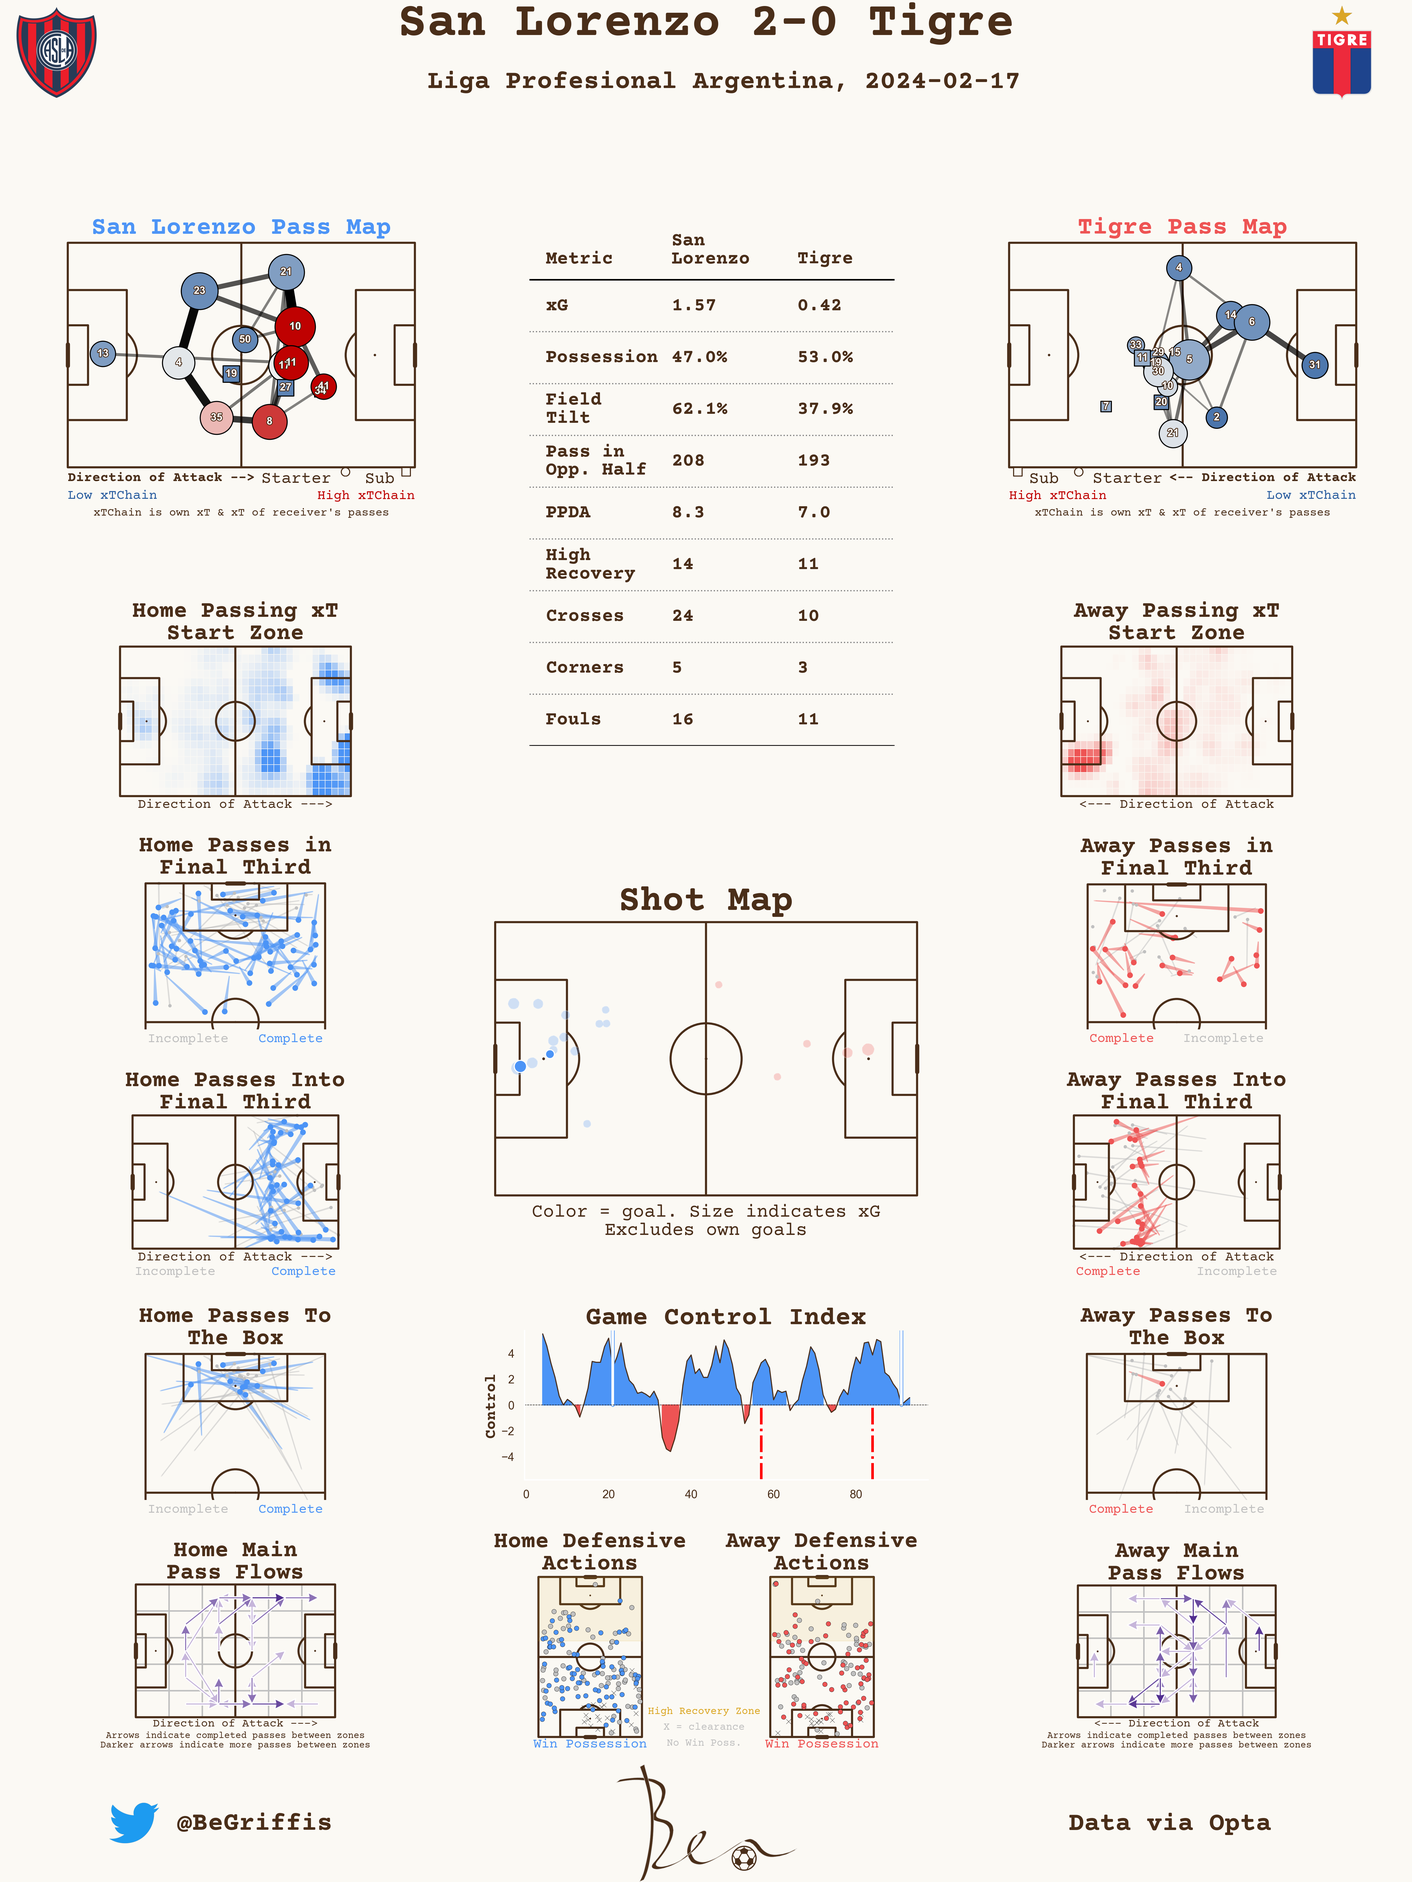 San Lorenzo 2-0 Tigre
Liga Profesional Argentina, 2024-02-17
TIGRE
San Lorenzo Pass Map
21
23
10
50
13
4
11
19
27
41
35
8
Direction of Attack --> Starter Sub
Low xTChain High xTChain
xTChain is own xT & xT of receiver's passes
Metric San Lorenzo Tigre
xG 1.57 0.42
Possession 47.0% 53.0%
Field Tilt 62.1% 37.9%
Pass in Opp. Half 208 193
PPDA 8.3 7.0
High Recovery 14 11
Crosses 24 10
Corners 5 3
Fouls 16 11
Tigre Pass Map
4
14
6
33
29
15
11
19
5
30
31
10
7
20
2
21
Sub Starter <-- Direction of Attack
High xTChain Low xTChain
xTChain is own xT & xT of receiver's passes
Home Passing xT
Start Zone
Direction of Attack --->
Away Passing xT
Start Zone
<--- Direction of Attack
Home Passes in
Final Third
Incomplete Complete
Away Passes in
Final Third
Complete Incomplete
Shot Map
Color = goal. Size indicates xG
Excludes own goals
Home Passes Into
Final Third
Direction of Attack --->
Incomplete Complete
Away Passes Into
Final Third
<--- Direction of Attack
Complete Incomplete
Home Passes To
The Box
Incomplete Complete
Game Control Index
Control
4
2
0
−2
−4
0 20 40 60 80
Away Passes To
The Box
Complete Incomplete
Home Main
Pass Flows
Direction of Attack --->
Arrows indicate completed passes between zones
Darker arrows indicate more passes between zones
Home Defensive
Actions
Win Possession
High Recovery Zone
X = clearance
No Win Poss.
Away Defensive
Actions
Win Possession
Away Main
Pass Flows
<--- Direction of Attack
Arrows indicate completed passes between zones
Darker arrows indicate more passes between zones
@BeGriffis
Ben
Data via Opta